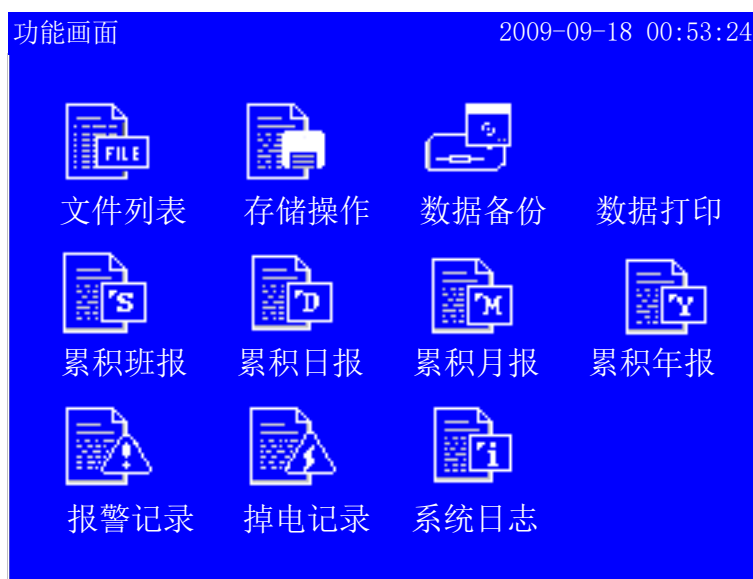 功能画面 2009-09-18 00:53:24
FILE
文件列表 存储操作 数据备份 数据打印
S D M Y
累积班报 累积日报 累积月报 累积年报
! i
报警记录 掉电记录 系统日志